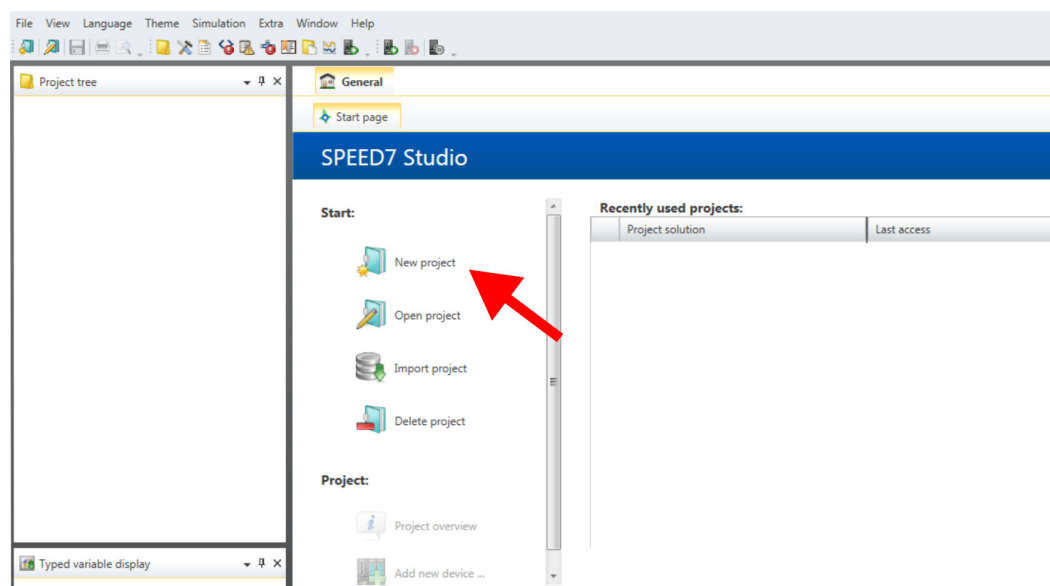 File View Language Theme Simulation Extra Window Help
Project tree
General
Start page
SPEED7 Studio
Start:
New project
Open project
Import project
Delete project
Project:
Project overview
Add new device ...
Recently used projects:
Project solution Last access
Typed variable display